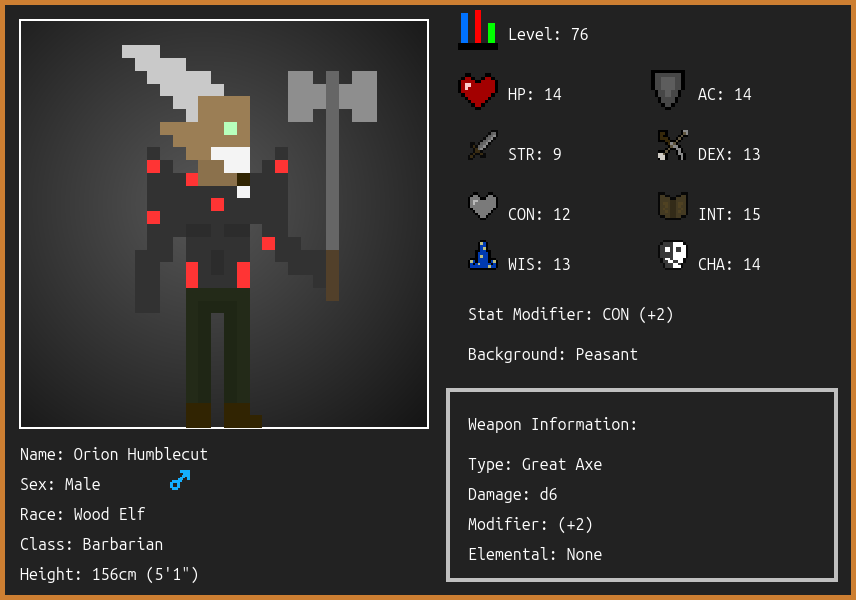 Level: 76
HP: 14
AC: 14
STR: 9
DEX: 13
CON: 12
INT: 15
WIS: 13
CHA: 14
Stat Modifier: CON (+2)
Background: Peasant
Weapon Information:
Type: Great Axe
Damage: d6
Modifier: (+2)
Elemental: None
Name: Orion Humblecut
Sex: Male
Race: Wood Elf
Class: Barbarian
Height: 156cm (5'1")